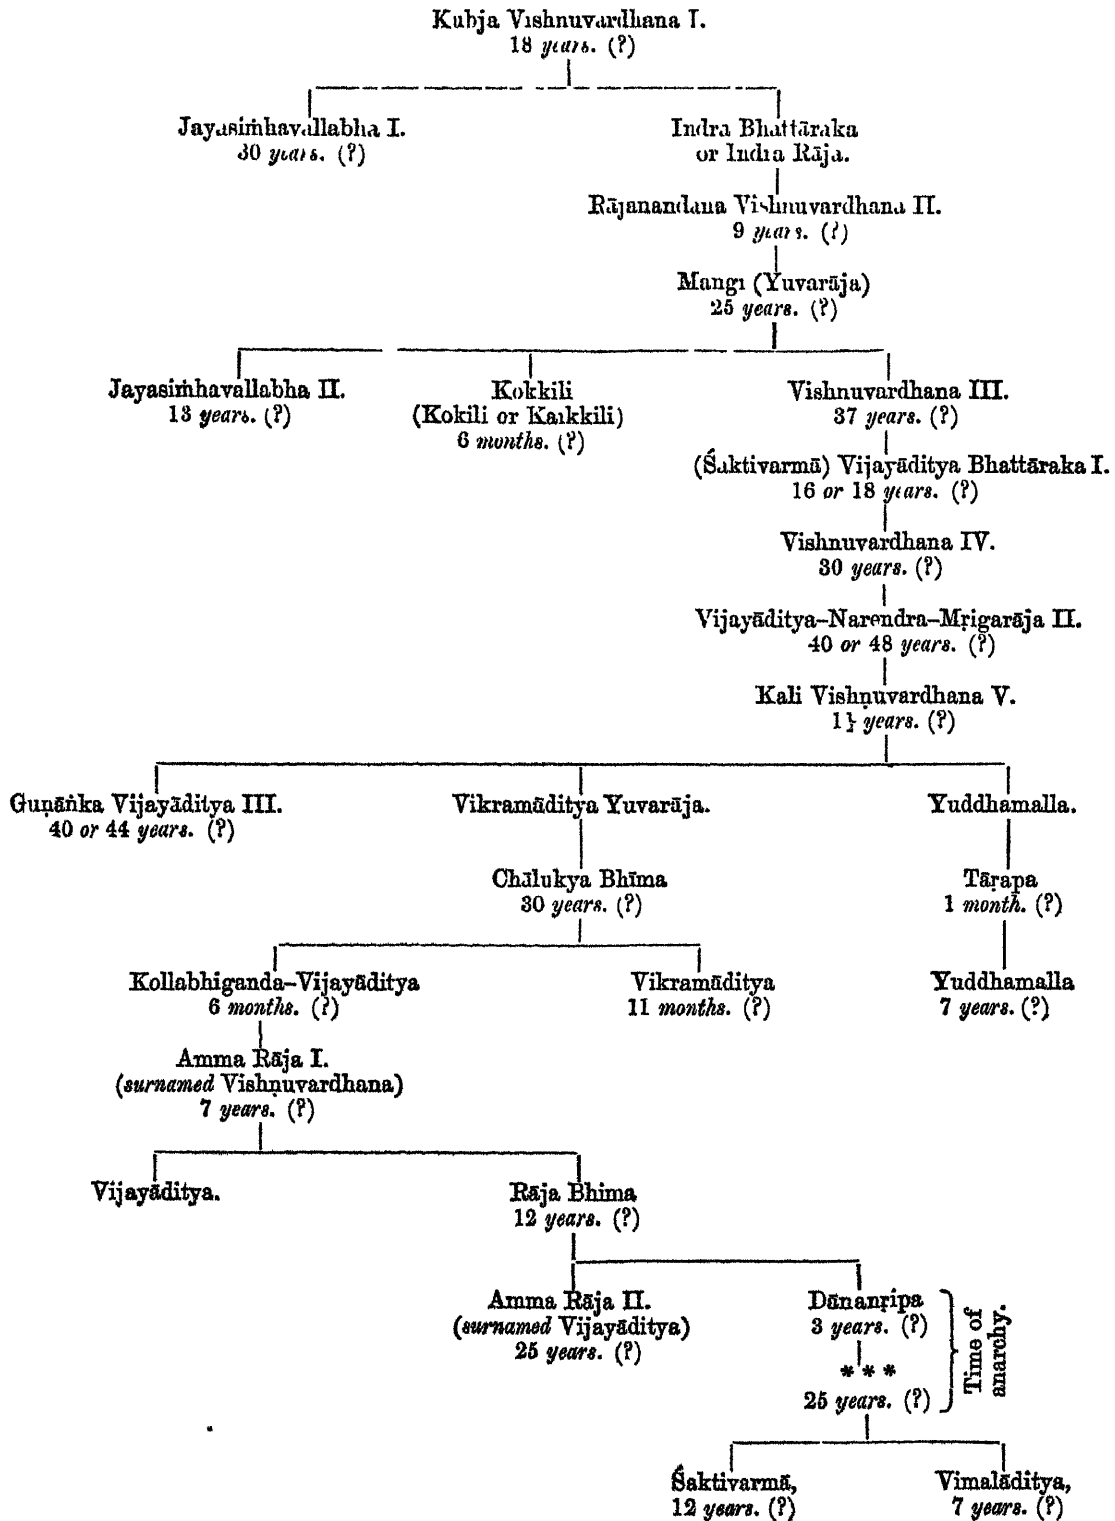 Kubja Vishnuvardhana I.
18 years. (?)
Jayasiṁhavallabha I.
30 years. (?)
Indra Bhattāraka
or Indra Rāja.
Rājanandana Vishnuvardhana II.
9 years. (?)
Mangi (Yuvarāja)
25 years. (?)
Jayasiṁhavallabha II.
13 years. (?)
Kokkili
(Kokili or Kaikkili)
6 months. (?)
Vishnuvardhana III.
37 years. (?)
(Śaktivarmā) Vijayāditya Bhattāraka I.
16 or 18 years. (?)
Vishnuvardhana IV.
30 years. (?)
Vijayāditya–Narendra–Mṛigarāja II.
40 or 48 years. (?)
Kali Vishṇuvardhana V.
years. (?)
Guṇāṅka Vijayāditya III.
40 or 44 years. (?)
Vikramāditya Yuvarāja.
Yuddhamalla.
Chālukya Bhīma
30 years. (?)
Tāṛapa
1 month. (?)
Kollabhiganda–Vijayāditya
6 months. (?)
Vikramāditya
11 months. (?)
Yuddhamalla
7 years. (?)
Amma Rāja I.
(surnamed Vishṇuvardhana)
7 years. (?)
Vijayāditya.
Rāja Bhima
12 years. (?)
Amma Rāja II.
(surnamed Vijayāditya)
25 years. (?)
Dānanṛipa
3 years. (?)
* * *
25 years. (?)
Time of
anarchy.
Śaktivarmā,
12 years. (?)
Vimalāditya,
7 years. (?)